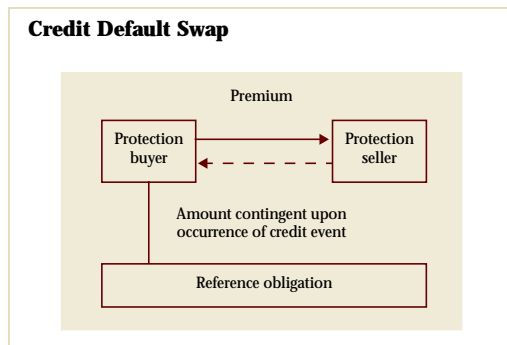 Credit Default Swap
Premium
Protection
buyer
Protection
seller
Amount contingent upon
occurrence of credit event
Reference obligation